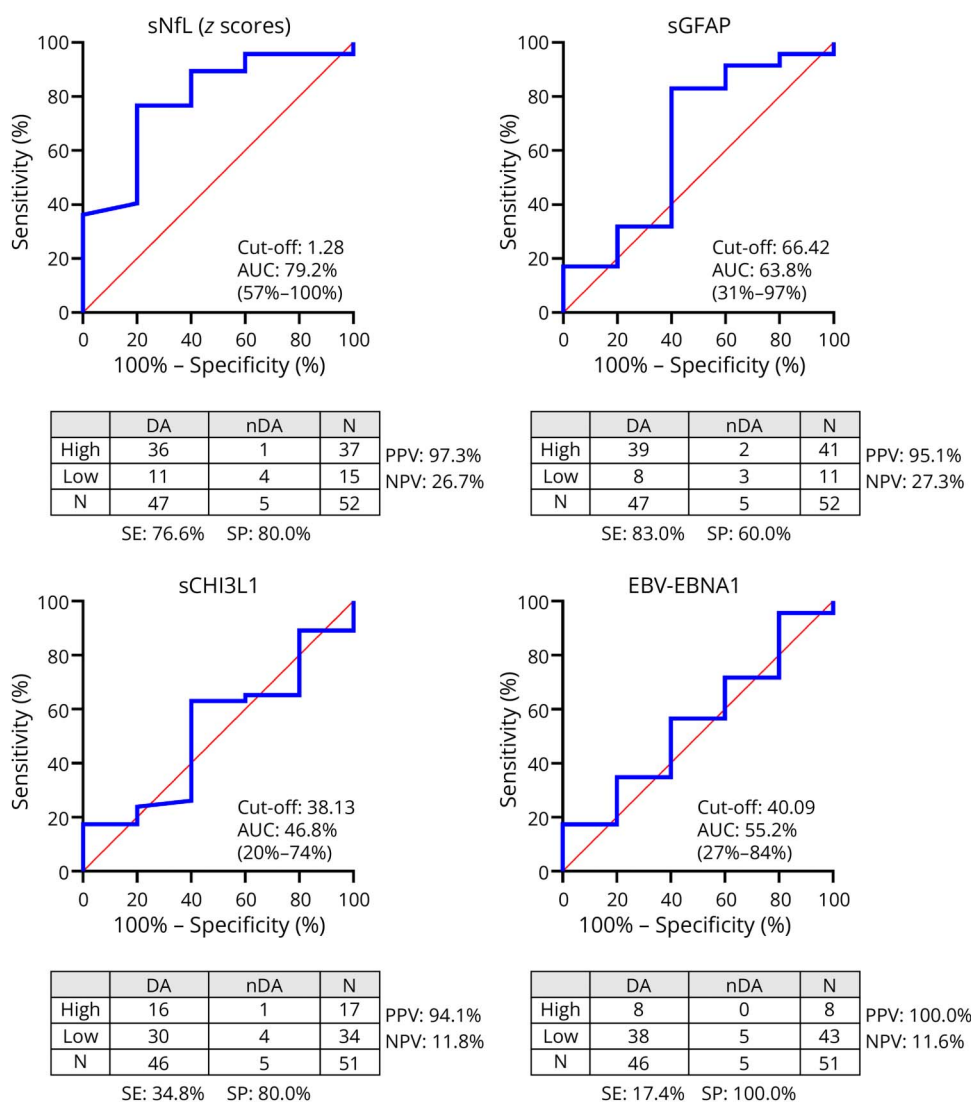 sNfL (z scores)
100
80
60
40
20
0
Sensitivity (%)
Cut-off: 1.28
AUC: 79.2%
(57%–100%)
0 20 40 60 80 100
100% – Specificity (%)
DA nDA N
High 36 1 37
Low 11 4 15
N 47 5 52
PPV: 97.3%
NPV: 26.7%
SE: 76.6% SP: 80.0%
sGFAP
100
80
60
40
20
0
Sensitivity (%)
Cut-off: 66.42
AUC: 63.8%
(31%–97%)
0 20 40 60 80 100
100% – Specificity (%)
DA nDA N
High 39 2 41
Low 8 3 11
N 47 5 52
PPV: 95.1%
NPV: 27.3%
SE: 83.0% SP: 60.0%
sCHI3L1
100
80
60
40
20
0
Sensitivity (%)
Cut-off: 38.13
AUC: 46.8%
(20%–74%)
0 20 40 60 80 100
100% – Specificity (%)
DA nDA N
High 16 1 17
Low 30 4 34
N 46 5 51
PPV: 94.1%
NPV: 11.8%
SE: 34.8% SP: 80.0%
EBV-EBNA1
100
80
60
40
20
0
Sensitivity (%)
Cut-off: 40.09
AUC: 55.2%
(27%–84%)
0 20 40 60 80 100
100% – Specificity (%)
DA nDA N
High 8 0 8
Low 38 5 43
N 46 5 51
PPV: 100.0%
NPV: 11.6%
SE: 17.4% SP: 100.0%